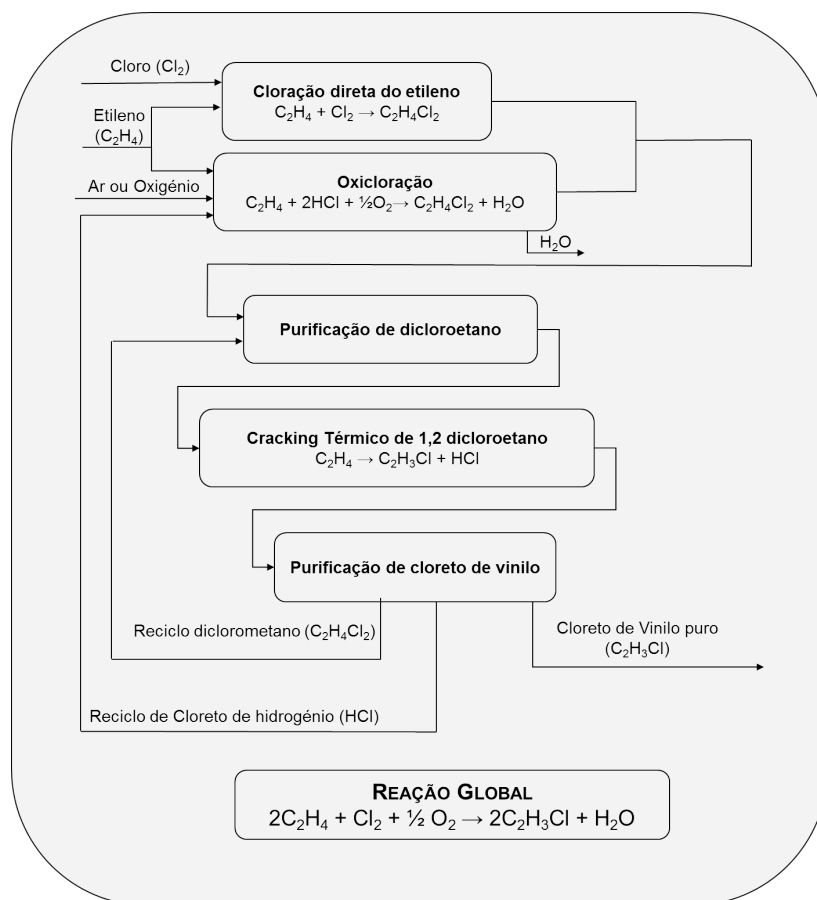 Cloro (Cl₂)
Cloração direta do etileno
C₂H₄ + Cl₂ → C₂H₄Cl₂
Etileno
(C₂H₄)
Oxicloração
Ar ou Oxigénio
C₂H₄ + 2HCl + ½O₂→ C₂H₄Cl₂ + H₂O
H₂O
Purificação de dicloroetano
Cracking Térmico de 1,2 dicloroetano
C₂H₄ → C₂H₃Cl + HCl
Purificação de cloreto de vinilo
Reciclo diclorometano (C₂H₄Cl₂)
Cloreto de Vinilo puro
(C₂H₃Cl)
Reciclo de Cloreto de hidrogénio (HCl)
REAÇÃO GLOBAL
2C₂H₄ + Cl₂ + ½ O₂ → 2C₂H₃Cl + H₂O